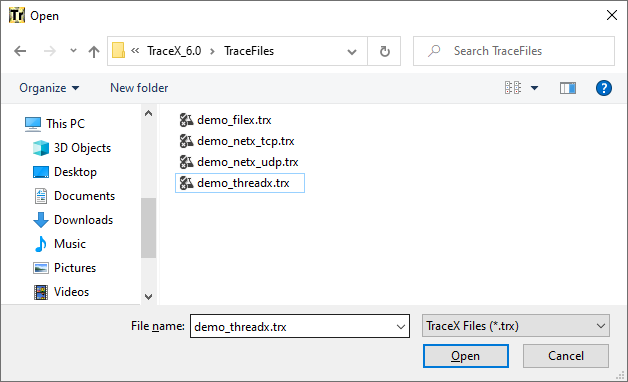 Tr Open
« TraceX_6.0 > TraceFiles
Search TraceFiles
Organize New folder
This PC
3D Objects
Desktop
Documents
Downloads
Music
Pictures
Videos
demo_filex.trx
demo_netx_tcp.trx
demo_netx_udp.trx
demo_threadx.trx
File name: demo_threadx.trx
TraceX Files (*.trx)
Open Cancel